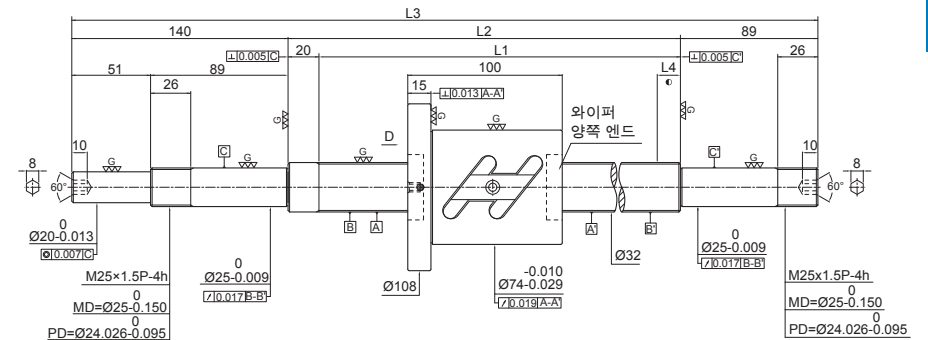 L3
140
L2
89
⊥ 0.005 C
20
L1
⊥ 0.005 C'
51
89
100
L4
26
26
15
⊥ 0.013 A-A'
G
G
G
와이퍼
양쪽 엔드
D
G
G
G
C
C'
G
8
10
10
8
60°
60°
B
A
A'
B'
0
Ø20-0.013
◎ 0.007 C
0
Ø25-0.009
0.017 B-B'
Ø32
0
Ø25-0.009
0.017 B-B'
M25×1.5P-4h
0
MD=Ø25-0.150
0
PD=Ø24.026-0.095
Ø108
-0.010
Ø74-0.029
0.019 A-A'
M25x1.5P-4h
0
MD=Ø25-0.150
0
PD=Ø24.026-0.095